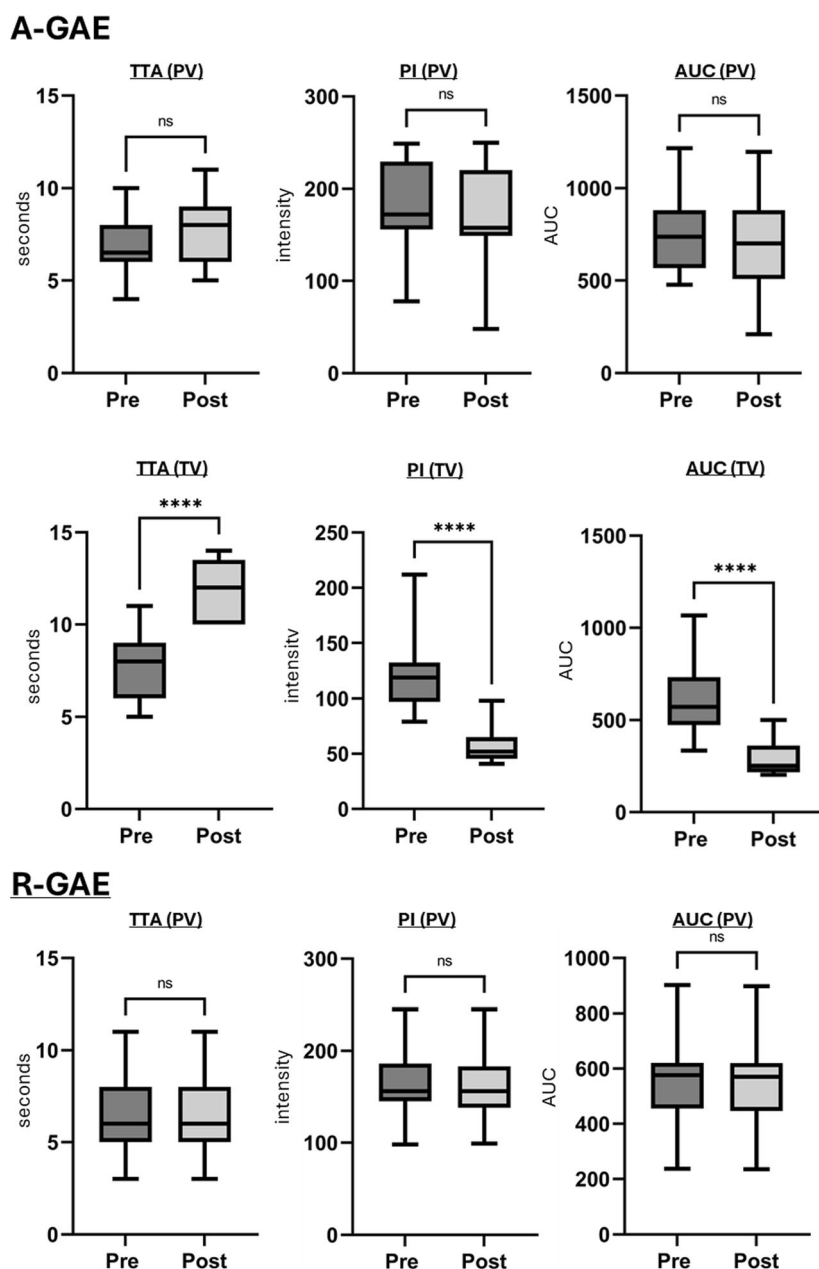 A-GAE
TTA (PV)
15
10
5
0
seconds
ns
Pre Post
PI (PV)
300
200
100
0
intensity
ns
Pre Post
AUC (PV)
1500
1000
500
0
AUC
ns
Pre Post
TTA (TV)
15
10
5
0
seconds
****
Pre Post
PI (TV)
250
200
150
100
50
0
intensitv
****
Pre Post
AUC (TV)
1500
1000
500
0
AUC
****
Pre Post
R-GAE
TTA (PV)
15
10
5
0
seconds
ns
Pre Post
PI (PV)
300
200
100
0
intensity
ns
Pre Post
AUC (PV)
1000
800
600
400
200
0
AUC
ns
Pre Post